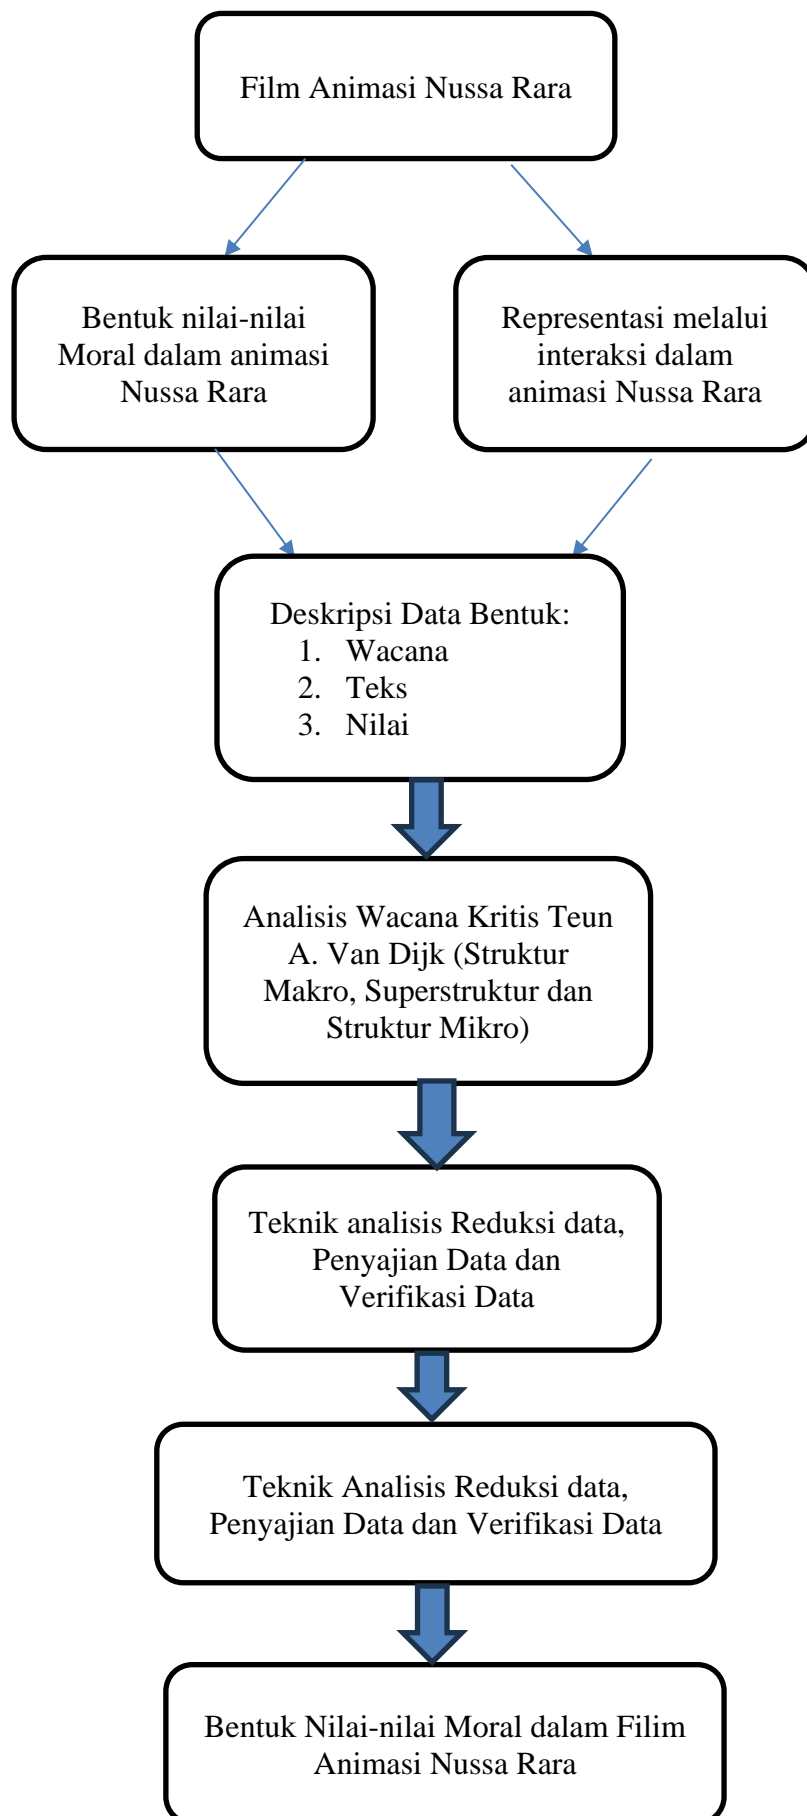 Film Animasi Nussa Rara
Bentuk nilai-nilai
Moral dalam animasi
Nussa Rara
Representasi melalui
interaksi dalam
animasi Nussa Rara
Deskripsi Data Bentuk:
1. Wacana
2. Teks
3. Nilai
Analisis Wacana Kritis Teun
A. Van Dijk (Struktur
Makro, Superstruktur dan
Struktur Mikro)
Teknik analisis Reduksi data,
Penyajian Data dan
Verifikasi Data
Teknik Analisis Reduksi data,
Penyajian Data dan Verifikasi Data
Bentuk Nilai-nilai Moral dalam Filim
Animasi Nussa Rara